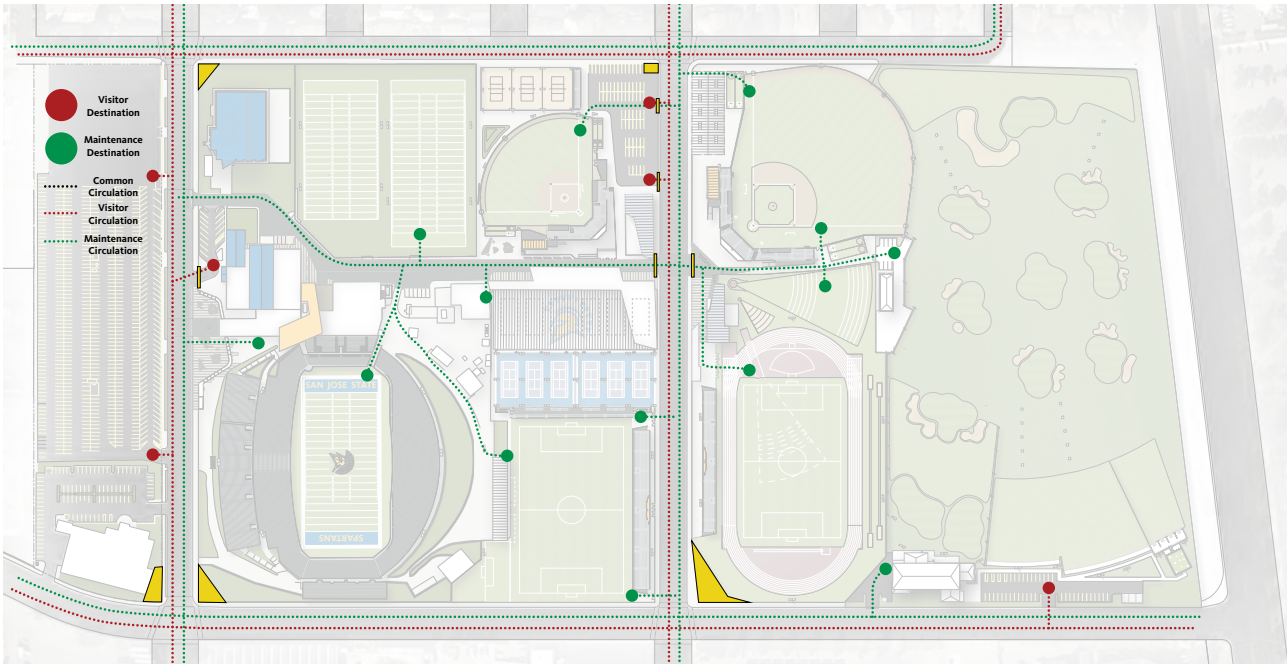 Visitor
Destination
Maintenance
Destination
Common
Circulation
Visitor
Circulation
Maintenance
Circulation
SAN JOSE STATE
SPARTANS